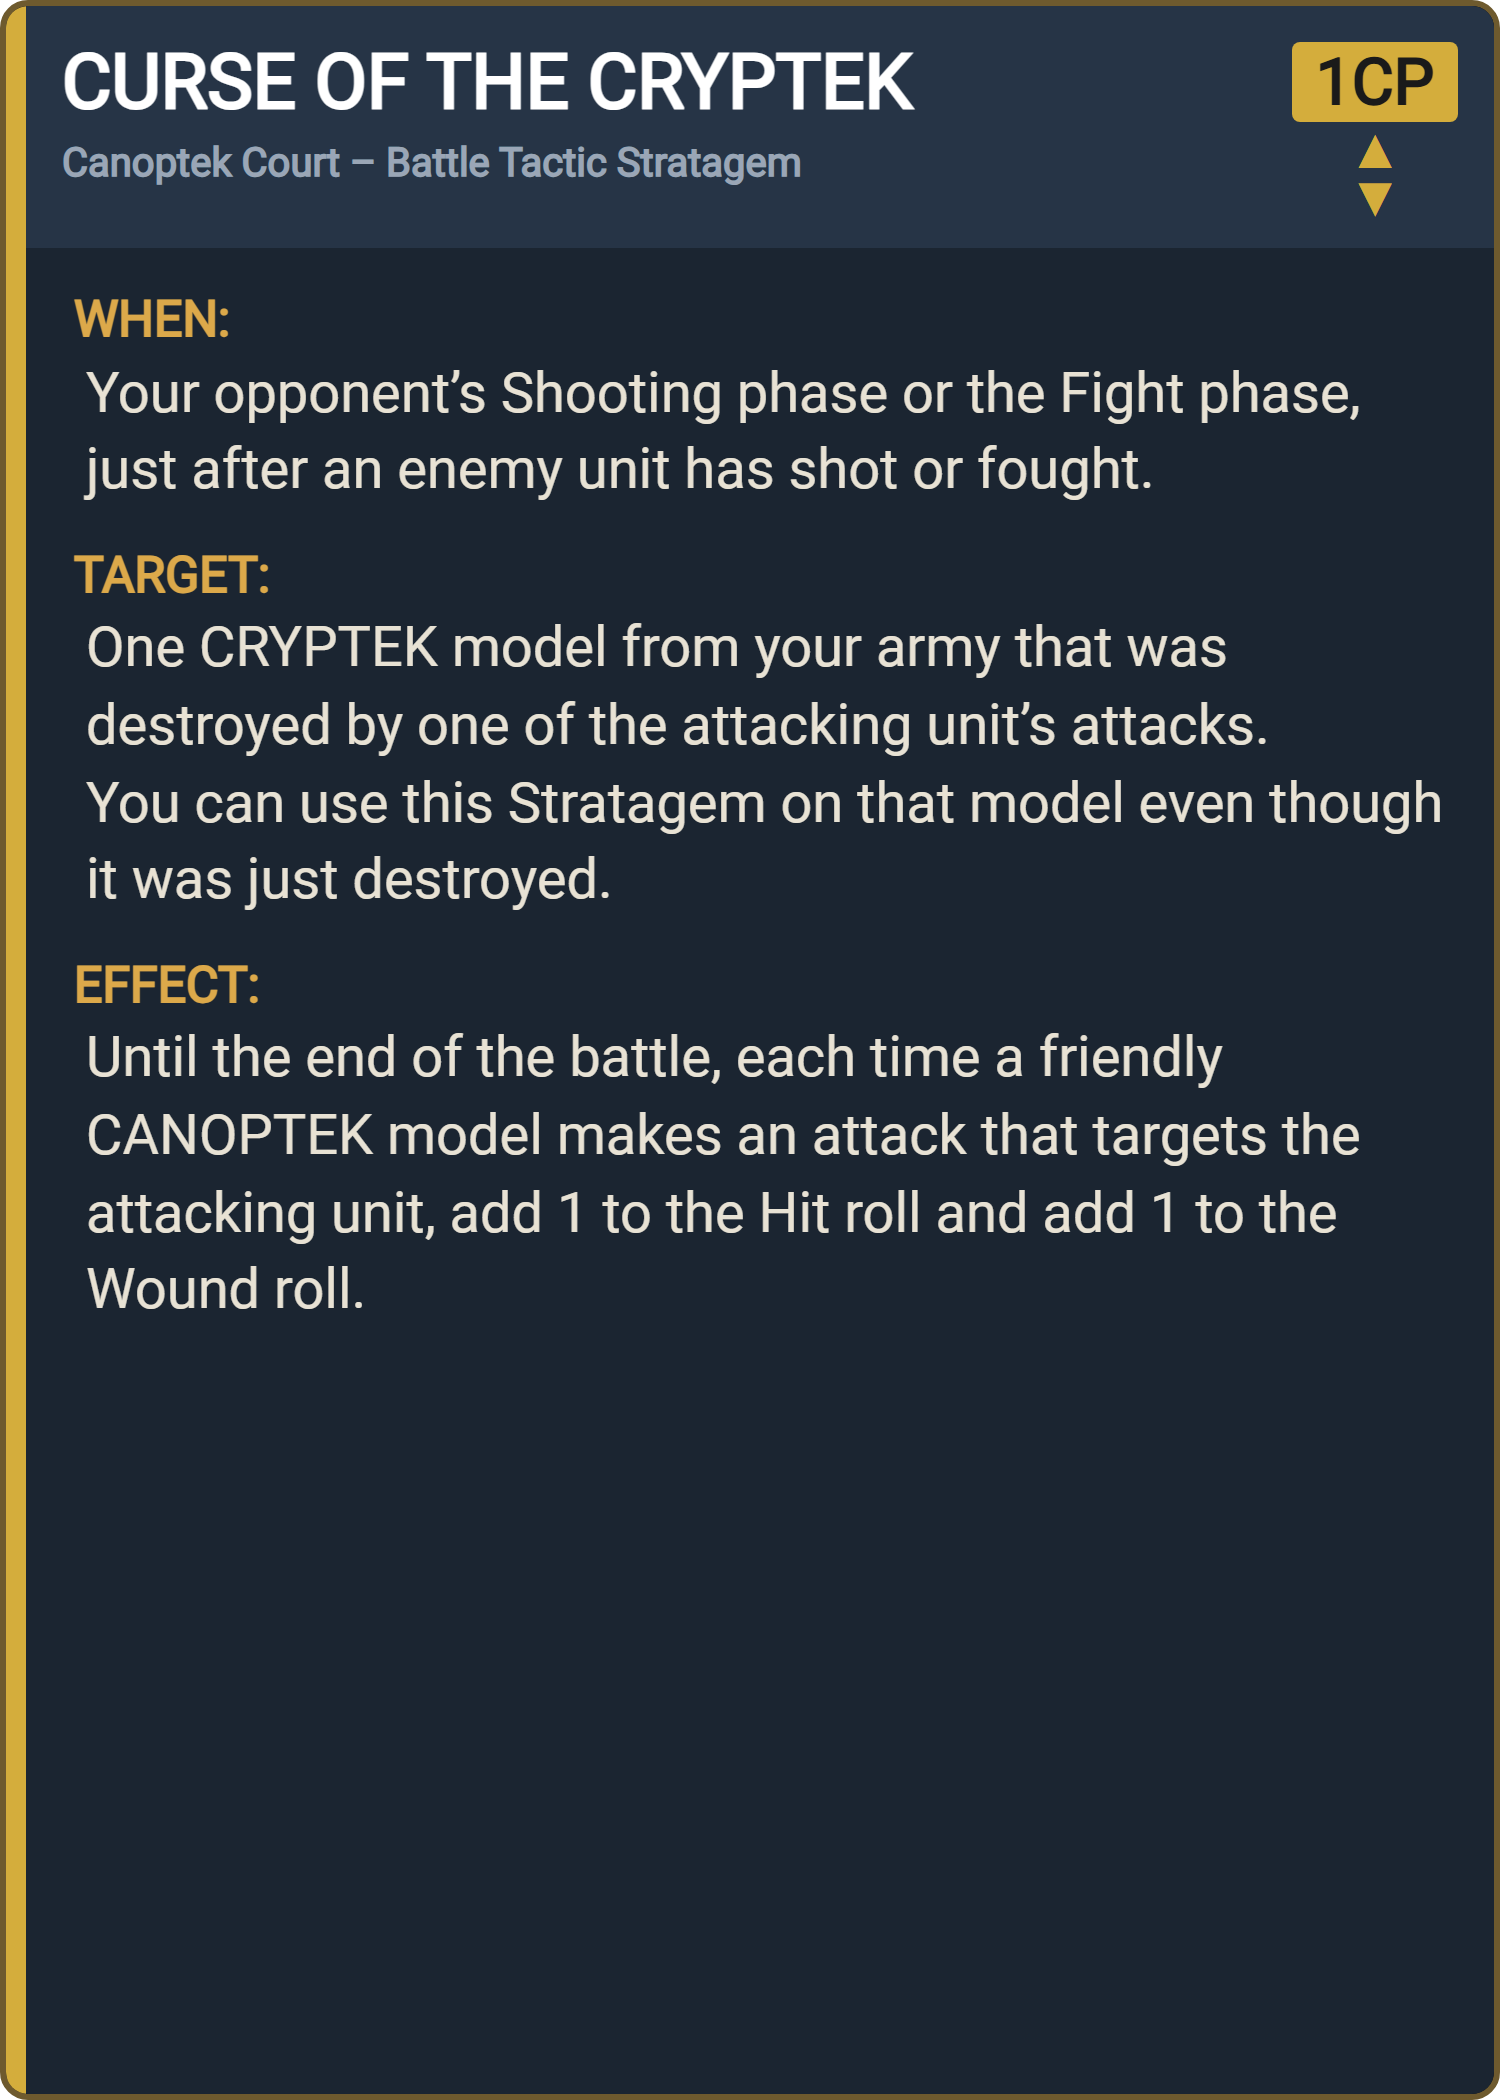 CURSE OF THE CRYPTEK
1CP
Canoptek Court – Battle Tactic Stratagem
WHEN:
Your opponent’s Shooting phase or the Fight phase,
just after an enemy unit has shot or fought.
TARGET:
One CRYPTEK model from your army that was
destroyed by one of the attacking unit’s attacks.
You can use this Stratagem on that model even though
it was just destroyed.
EFFECT:
Until the end of the battle, each time a friendly
CANOPTEK model makes an attack that targets the
attacking unit, add 1 to the Hit roll and add 1 to the
Wound roll.